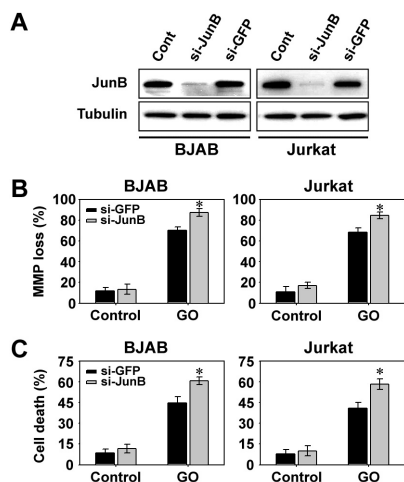 A
Cont si-JunB si-GFP Cont si-JunB si-GFP
JunB
Tubulin
BJAB Jurkat
B
BJAB Jurkat
MMP loss (%)
100 100
80 80
60 60
40 40
20 20
0 0
si-GFP
si-JunB
* *
Control GO Control GO
C
BJAB Jurkat
Cell death (%)
75 75
60 60
45 45
30 30
15 15
0 0
si-GFP
si-JunB
* *
Control GO Control GO